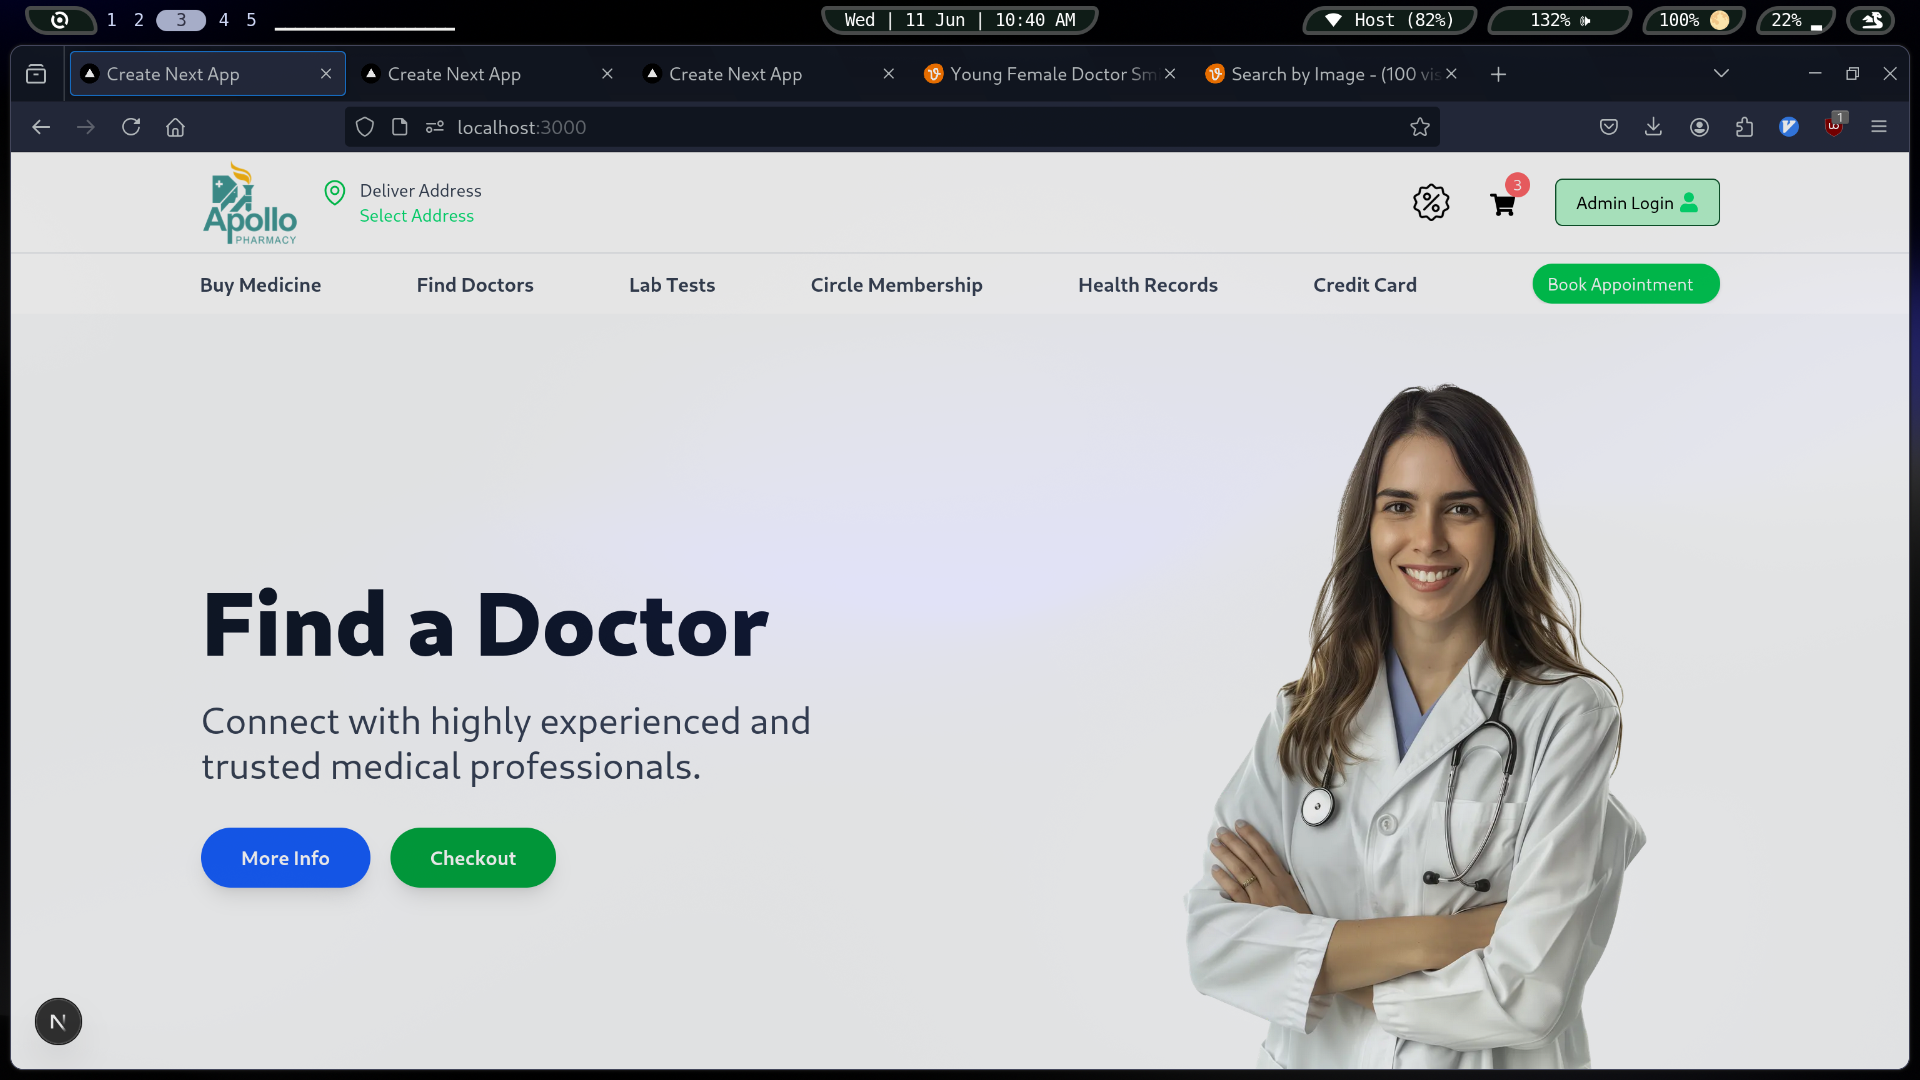 1 2 3 4 5
Wed | 11 Jun | 10:40 AM
Host (82%)
132%
100%
22%
Create Next App
Create Next App
Create Next App
Young Female Doctor Sm
Search by Image - (100 vis
localhost:3000
1
Apollo
PHARMACY
Deliver Address
Select Address
3
Admin Login
Buy Medicine
Find Doctors
Lab Tests
Circle Membership
Health Records
Credit Card
Book Appointment
Find a Doctor
Connect with highly experienced and
trusted medical professionals.
More Info
Checkout
N